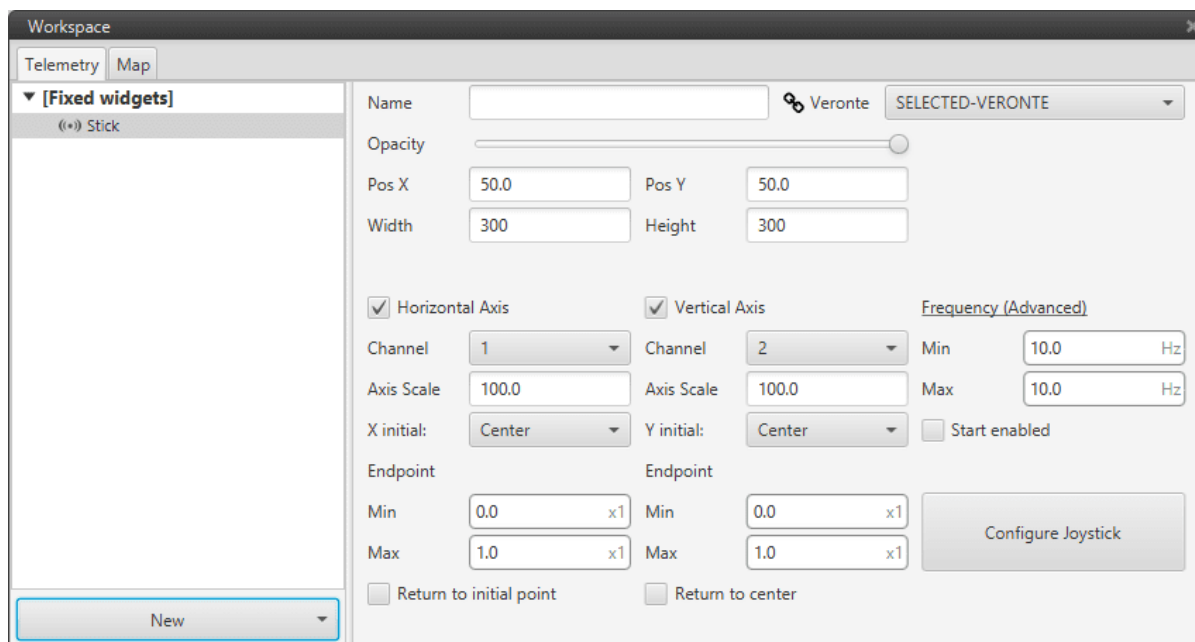 Workspace
Telemetry Map
[Fixed widgets]
Stick
New
Name Veronte SELECTED-VERONTE
Opacity
Pos X 50.0 Pos Y 50.0
Width 300 Height 300
Horizontal Axis Vertical Axis Frequency (Advanced)
Channel 1 Channel 2 Min 10.0 Hz
Axis Scale 100.0 Axis Scale 100.0 Max 10.0 Hz
X initial: Center Y initial: Center Start enabled
Endpoint Endpoint
Min 0.0 x1 Min 0.0 x1 Configure Joystick
Max 1.0 x1 Max 1.0 x1
Return to initial point Return to center